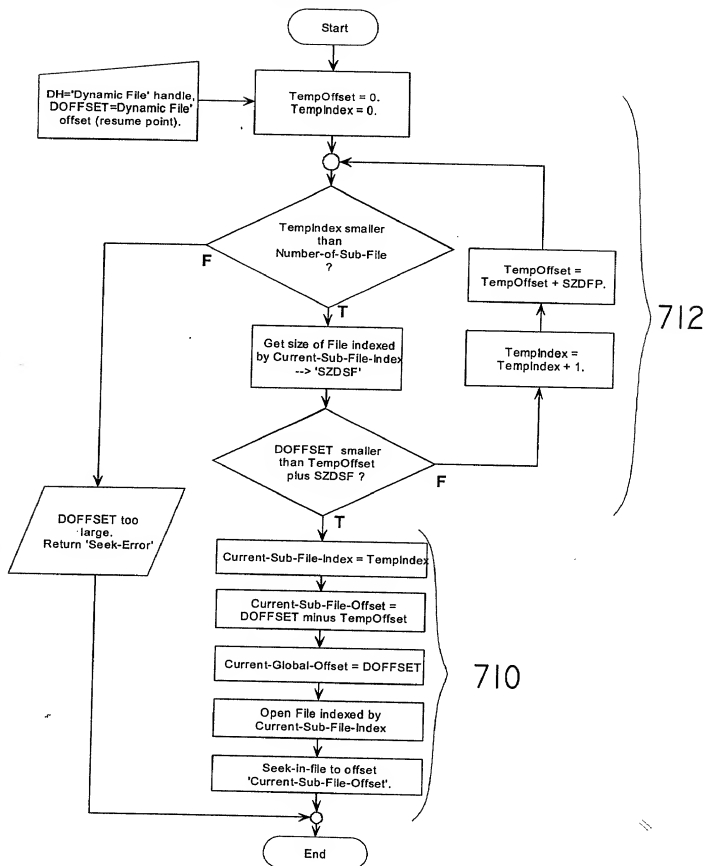 Start
DH='Dynamic File' handle,
DOFFSET=Dynamic File'
offset (resume point).
TempOffset = 0.
TempIndex = 0.
TempIndex smaller
than
Number-of-Sub-File
?
F
T
TempOffset =
TempOffset + SZDFP.
Get size of File indexed
by Current-Sub-File-Index
--> 'SZDSF'
TempIndex =
TempIndex + 1.
712
DOFFSET smaller
than TempOffset
plus SZDSF ?
F
T
DOFFSET too
large.
Return 'Seek-Error'
Current-Sub-File-Index = TempIndex
Current-Sub-File-Offset =
DOFFSET minus TempOffset
Current-Global-Offset = DOFFSET
710
Open File indexed by
Current-Sub-File-Index
Seek-in-file to offset
'Current-Sub-File-Offset'.
End